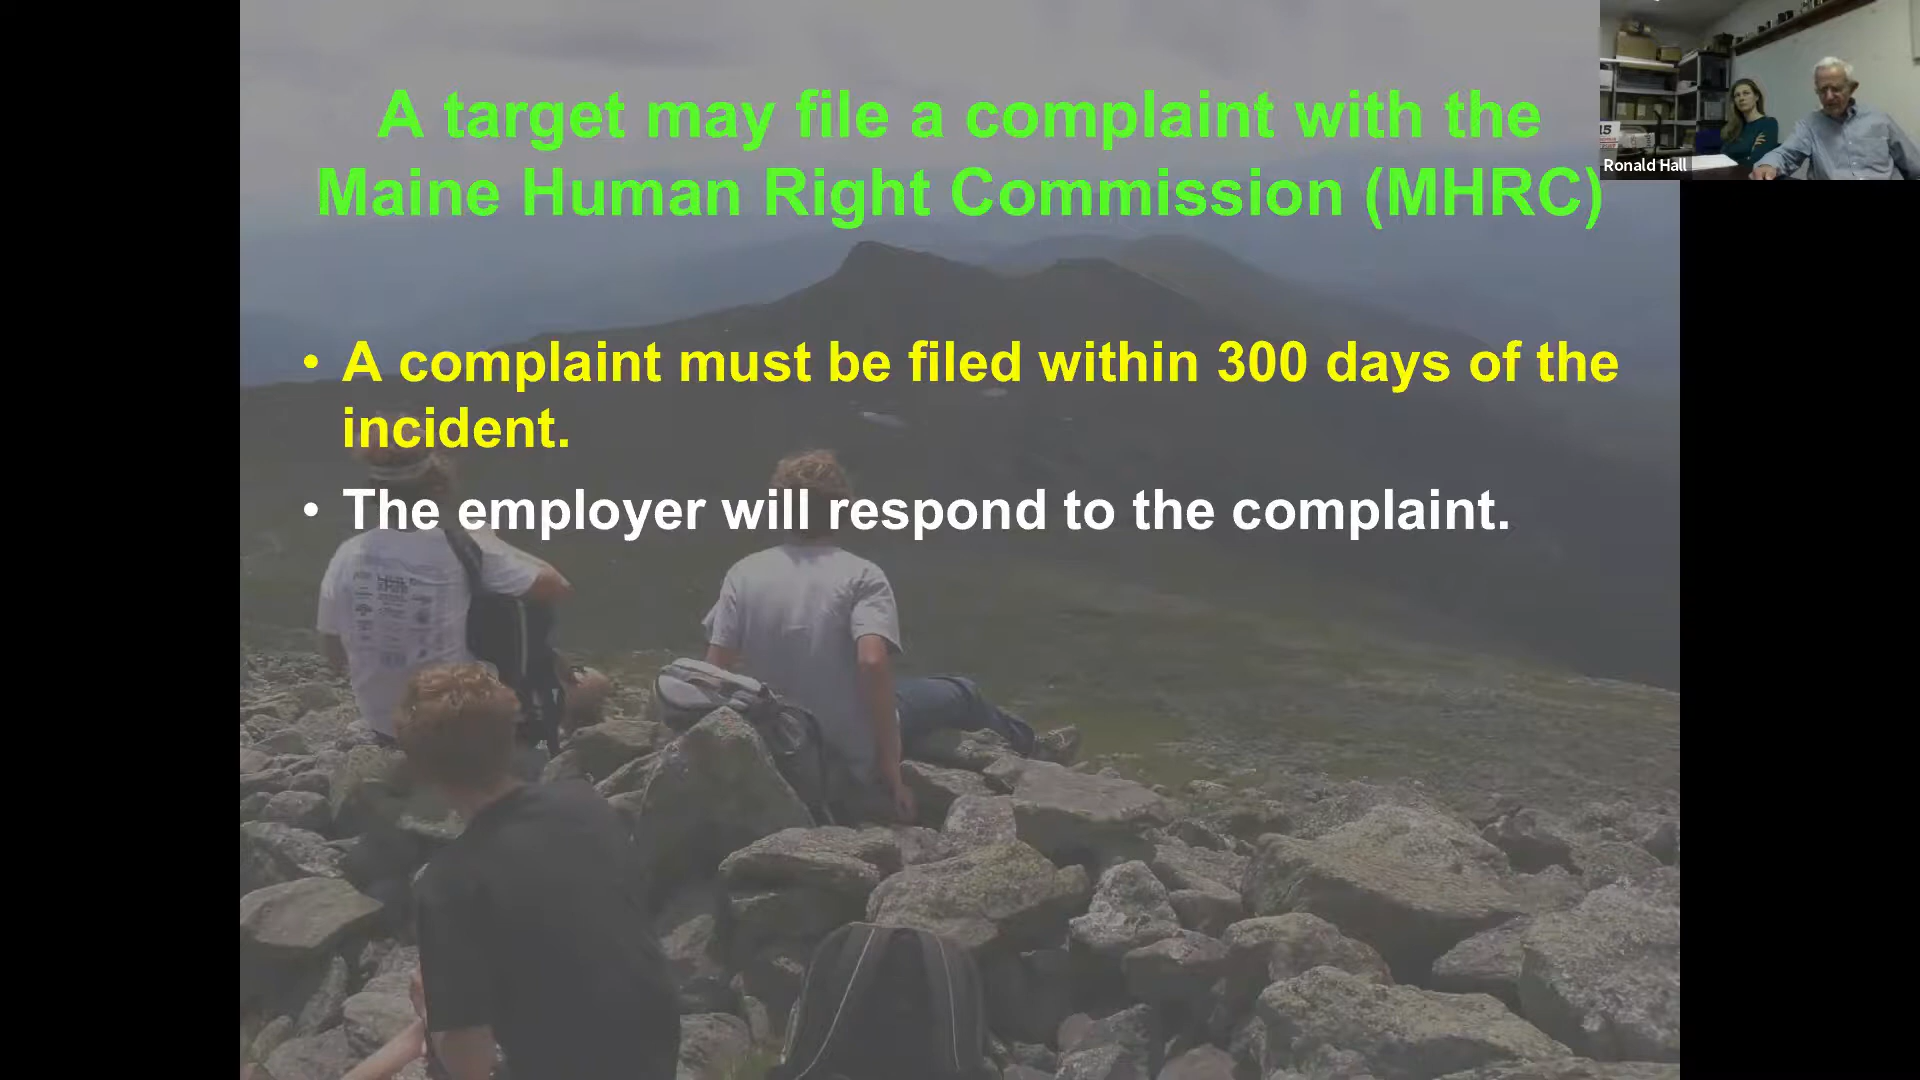 A target may file a complaint with the
Maine Human Right Commission (MHRC)
• A complaint must be filed within 300 days of the
incident.
• The employer will respond to the complaint.
Ronald Hall
15